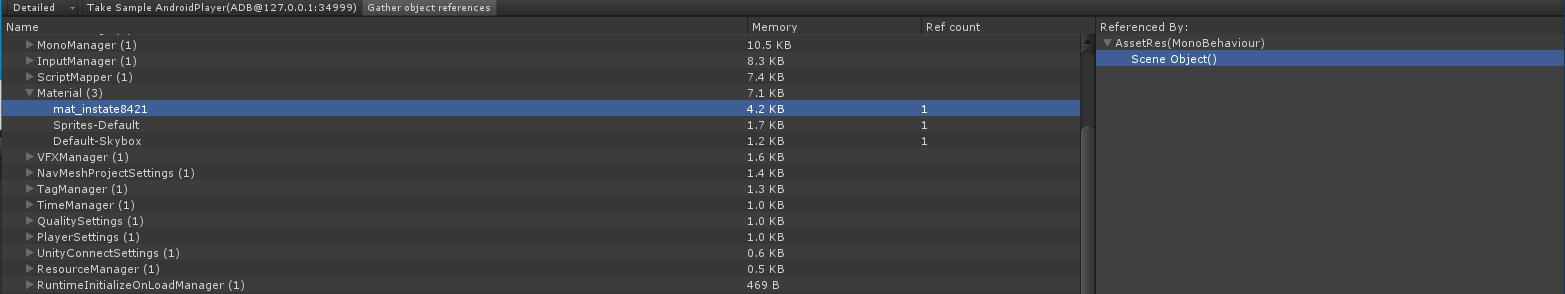 Detailed Take Sample AndroidPlayer(ADB@127.0.0.1:34999) Gather object references
Name Memory Ref count Referenced By:
MonoManager (1) 10.5 KB AssetRes(MonoBehaviour)
InputManager (1) 8.3 KB Scene Object()
ScriptMapper (1) 7.4 KB
Material (3) 7.1 KB
mat_instate8421 4.2 KB 1
Sprites-Default 1.7 KB 1
Default-Skybox 1.2 KB 1
VFXManager (1) 1.6 KB
NavMeshProjectSettings (1) 1.4 KB
TagManager (1) 1.3 KB
TimeManager (1) 1.0 KB
QualitySettings (1) 1.0 KB
PlayerSettings (1) 1.0 KB
UnityConnectSettings (1) 0.6 KB
ResourceManager (1) 0.5 KB
RuntimeInitializeOnLoadManager (1) 469 B